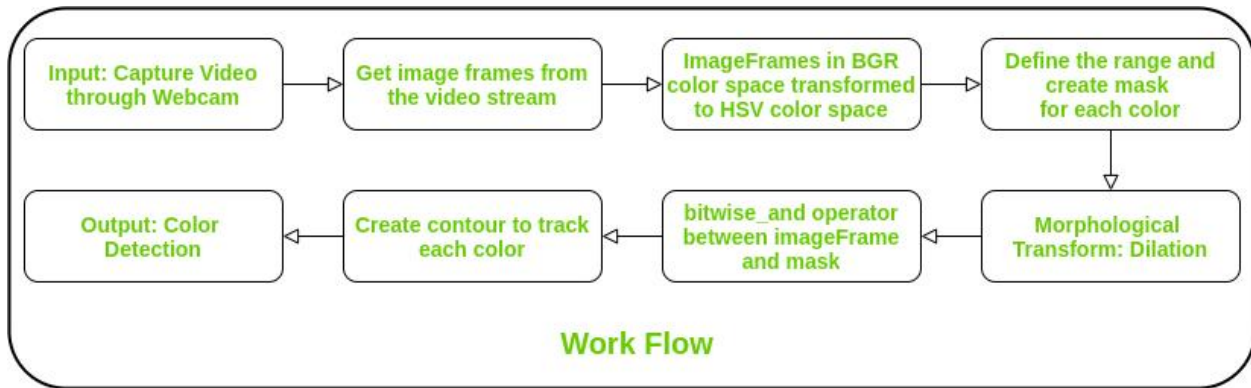 Input: Capture Video
through Webcam
Get image frames from
the video stream
ImageFrames in BGR
color space transformed
to HSV color space
Define the range and
create mask
for each color
Morphological
Transform: Dilation
bitwise_and operator
between imageFrame
and mask
Create contour to track
each color
Output: Color
Detection
Work Flow